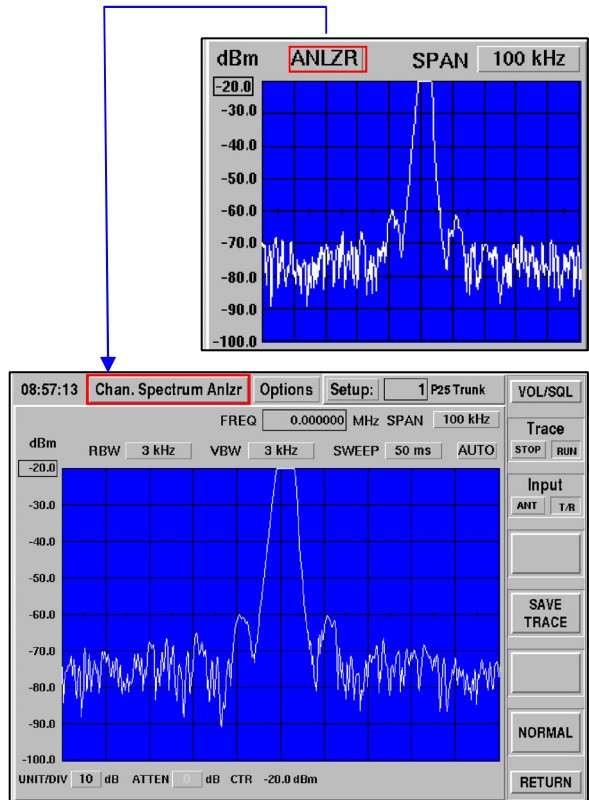 dBm ANLZR SPAN 100 kHz
-20.0
-30.0
-40.0
-50.0
-60.0
-70.0
-80.0
-90.0
-100.0
08:57:13 Chan. Spectrum Anlzr Options Setup: 1 P25 Trunk VOL/SQL
FREQ 0.000000 MHz SPAN 100 kHz
Trace
STOP RUN
dBm RBW 3 kHz VBW 3 kHz SWEEP 50 ms AUTO
-20.0
-30.0
-40.0
-50.0
-60.0
-70.0
-80.0
-90.0
-100.0
Input
ANT T/R
SAVE
TRACE
NORMAL
UNIT/DIV 10 dB ATTEN 0 dB CTR -20.0 dBm
RETURN